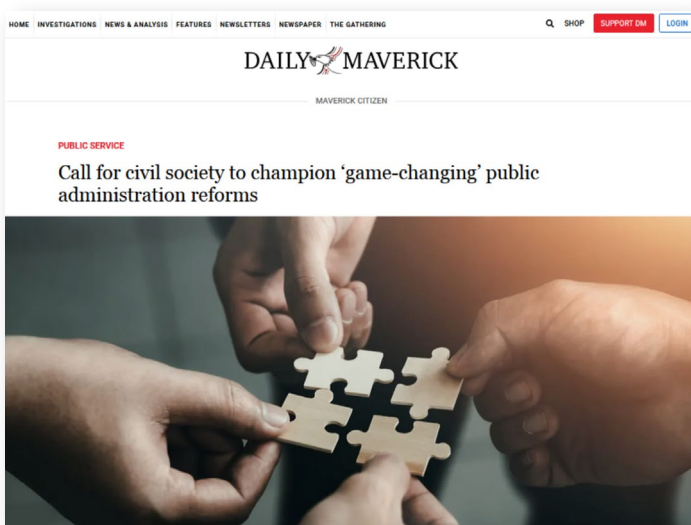 HOME INVESTIGATIONS NEWS & ANALYSIS FEATURES NEWSLETTERS NEWSPAPER THE GATHERING SHOP SUPPORT DM LOGIN
DAILY MAVERICK
MAVERICK CITIZEN
PUBLIC SERVICE
Call for civil society to champion ‘game-changing’ public
administration reforms